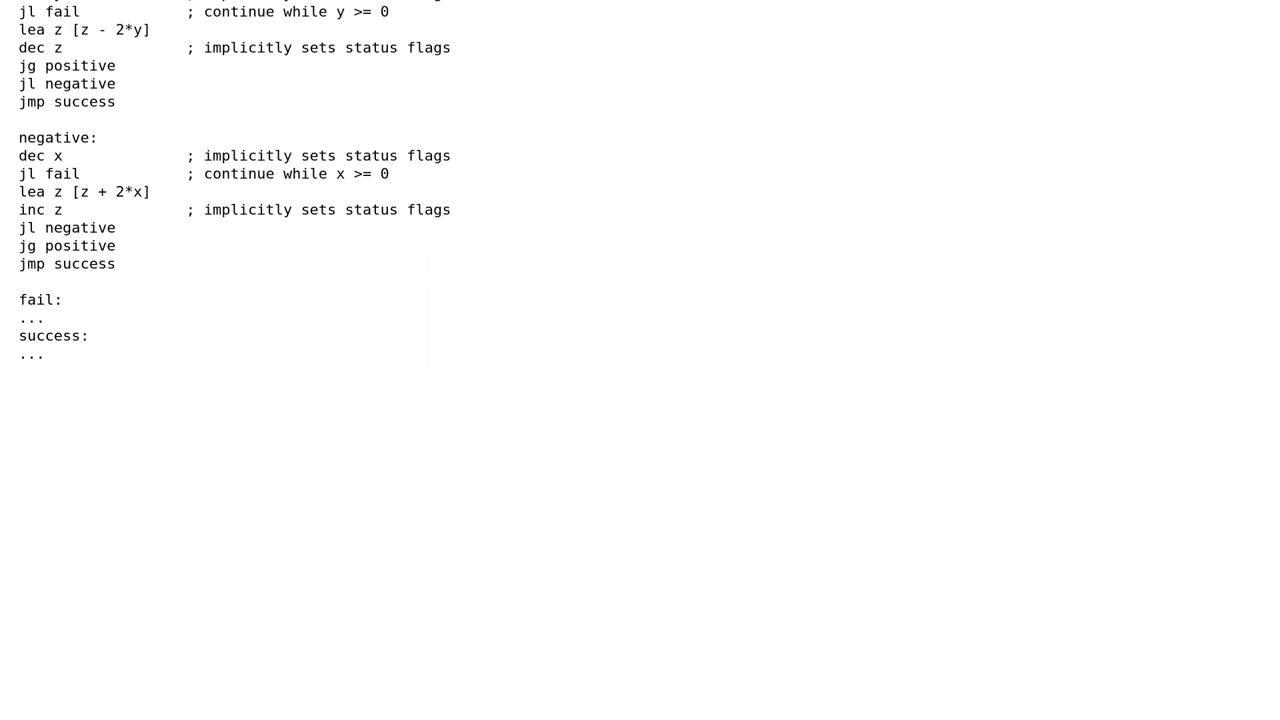 jl fail ; continue while y >= 0
lea z [z - 2*y]
dec z ; implicitly sets status flags
jg positive
jl negative
jmp success
negative:
dec x ; implicitly sets status flags
jl fail ; continue while x >= 0
lea z [z + 2*x]
inc z ; implicitly sets status flags
jl negative
jg positive
jmp success
fail:
...
success:
...